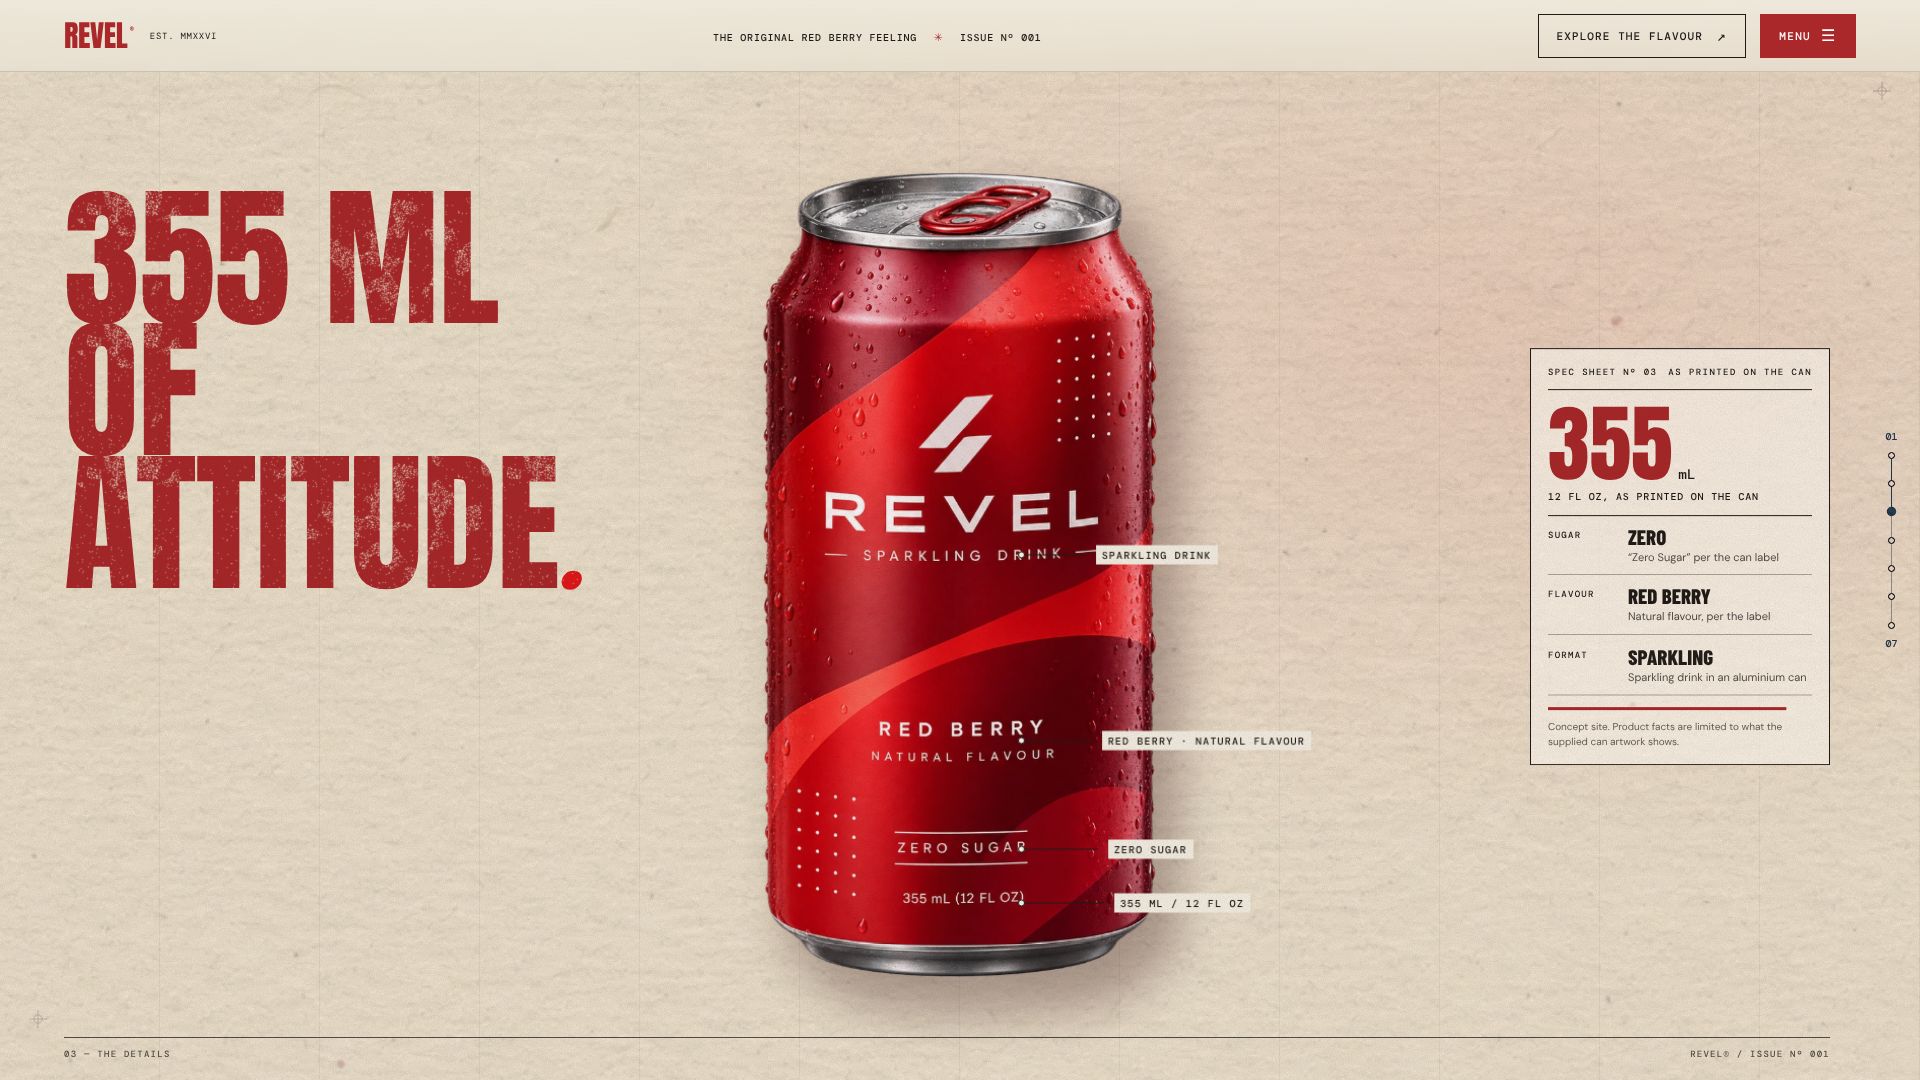 REVEL®
EST. MMXXVI
THE ORIGINAL RED BERRY FEELING ✳ ISSUE Nº 001
EXPLORE THE FLAVOUR ↗
MENU ☰
355 ML
OF
ATTITUDE.
REVEL
SPARKLING DRINK
RED BERRY
NATURAL FLAVOUR
ZERO SUGAR
355 mL (12 FL OZ)
SPARKLING DRINK
RED BERRY · NATURAL FLAVOUR
ZERO SUGAR
355 ML / 12 FL OZ
SPEC SHEET Nº 03 AS PRINTED ON THE CAN
355 mL
12 FL OZ, AS PRINTED ON THE CAN
SUGAR
ZERO
“Zero Sugar” per the can label
FLAVOUR
RED BERRY
Natural flavour, per the label
FORMAT
SPARKLING
Sparkling drink in an aluminium can
Concept site. Product facts are limited to what the
supplied can artwork shows.
01
07
03 — THE DETAILS
REVEL® / ISSUE Nº 001